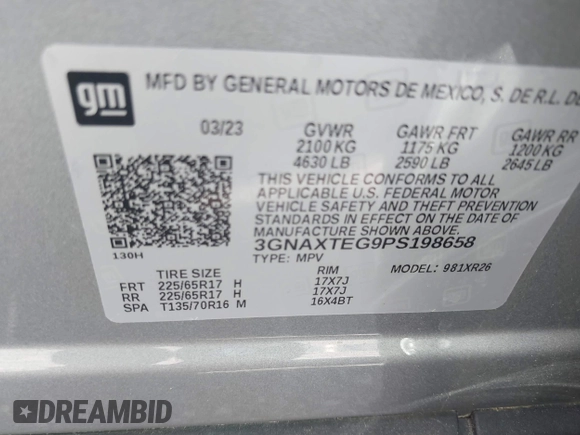 gm MFD BY GENERAL MOTORS DE MEXICO, S. DE R.L. DE
03/23 GVWR GAWR FRT GAWR RR
2100 KG 1175 KG 1200 KG
4630 LB 2590 LB 2645 LB
THIS VEHICLE CONFORMS TO ALL
APPLICABLE U.S. FEDERAL MOTOR
VEHICLE SAFETY AND THEFT PREVENTION
STANDARDS IN EFFECT ON THE DATE OF
MANUFACTURE SHOWN ABOVE.
130H 3GNAXTEG9PS198658
TYPE: MPV MODEL: 981XR26
TIRE SIZE RIM
FRT 225/65R17 H 17X7J
RR 225/65R17 H 17X7J
SPA T135/70R16 M 16X4BT
DREAMBID